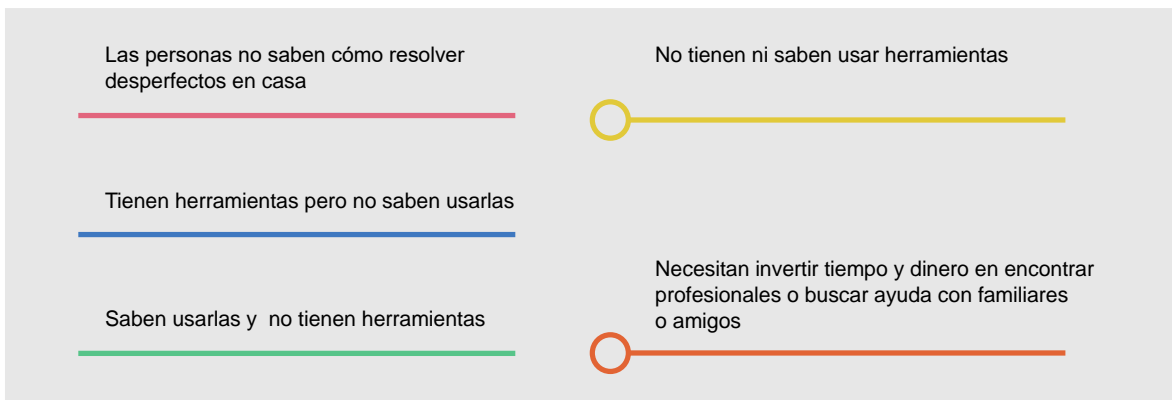 Las personas no saben cómo resolver
desperfectos en casa
Tienen herramientas pero no saben usarlas
Saben usarlas y  no tienen herramientas
No tienen ni saben usar herramientas
Necesitan invertir tiempo y dinero en encontrar
profesionales o buscar ayuda con familiares
o amigos